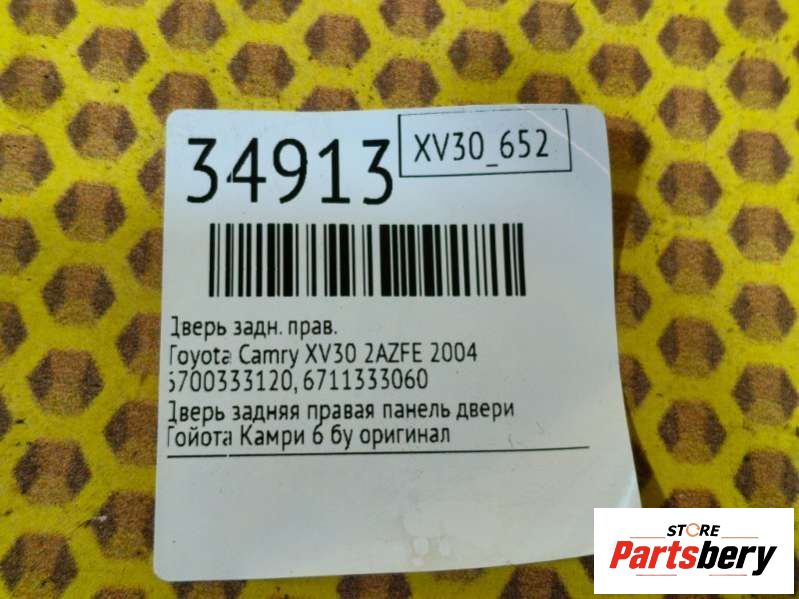 34913
XV30_652
Дверь задн. прав.
Toyota Camry XV30 2AZFE 2004
6700333120, 6711333060
Дверь задняя правая панель двери
Тойота Камри 6 бу оригинал
STORE
Partsbery